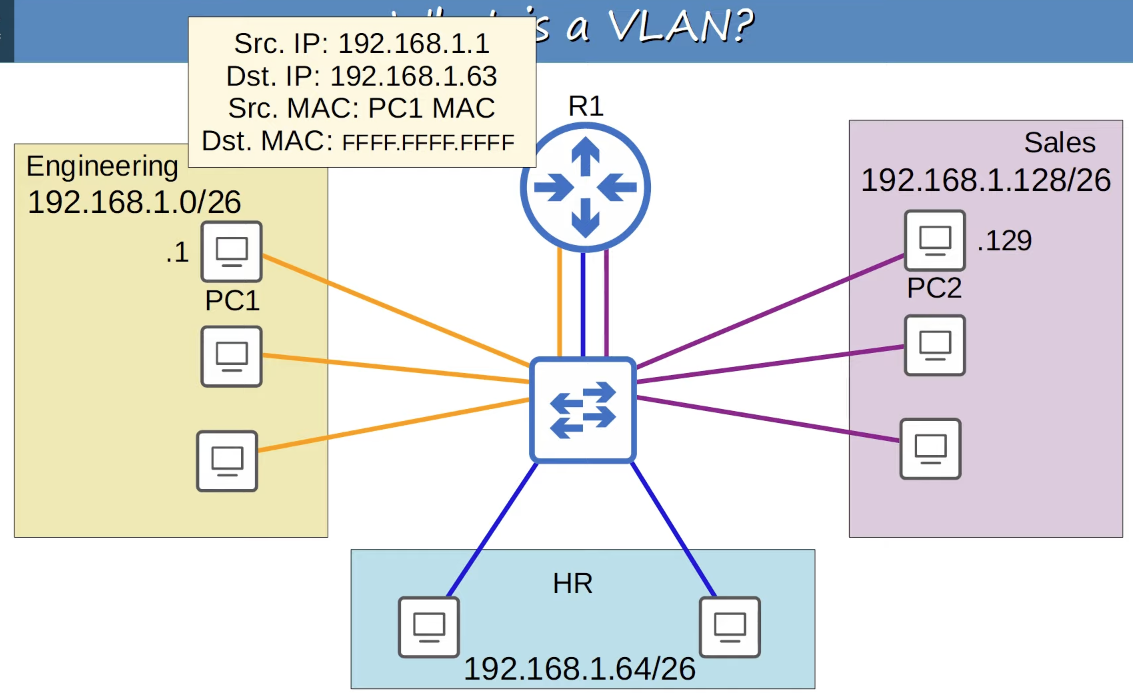 is a VLAN?
Src. IP: 192.168.1.1
Dst. IP: 192.168.1.63
Src. MAC: PC1 MAC
Dst. MAC: FFFF.FFFF.FFFF
R1
Engineering
192.168.1.0/26
.1
PC1
Sales
192.168.1.128/26
.129
PC2
HR
192.168.1.64/26